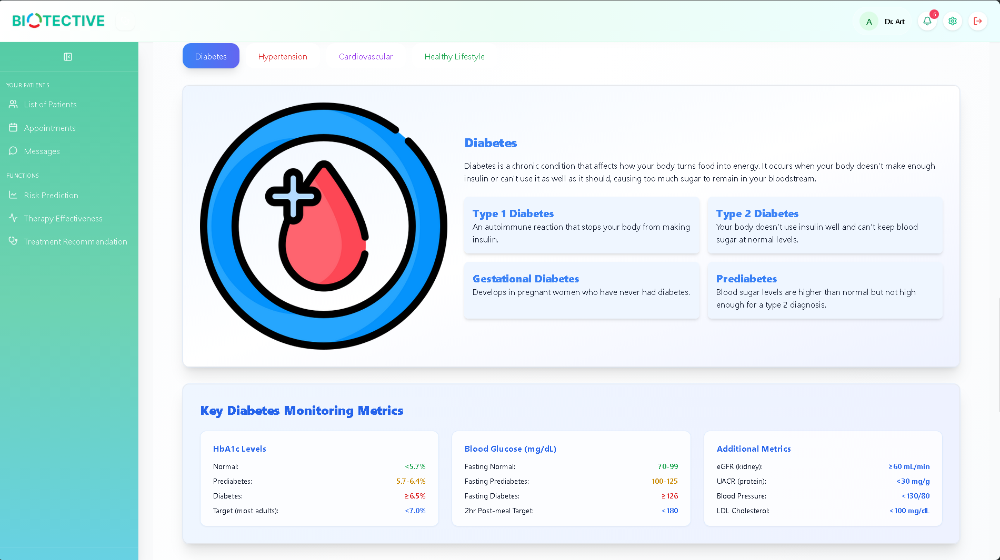 BIOTECTIVE
A
Dr. Art
6
YOUR PATIENTS
List of Patients
Appointments
Messages
FUNCTIONS
Risk Prediction
Therapy Effectiveness
Treatment Recommendation
Diabetes
Hypertension
Cardiovascular
Healthy Lifestyle
Diabetes
Diabetes is a chronic condition that affects how your body turns food into energy. It occurs when your body doesn't make enough
insulin or can't use it as well as it should, causing too much sugar to remain in your bloodstream.
Type 1 Diabetes
An autoimmune reaction that stops your body from making
insulin.
Type 2 Diabetes
Your body doesn't use insulin well and can't keep blood
sugar at normal levels.
Gestational Diabetes
Develops in pregnant women who have never had diabetes.
Prediabetes
Blood sugar levels are higher than normal but not high
enough for a type 2 diagnosis.
Key Diabetes Monitoring Metrics
HbA1c Levels
Normal: <5.7%
Prediabetes: 5.7-6.4%
Diabetes: ≥6.5%
Target (most adults): <7.0%
Blood Glucose (mg/dL)
Fasting Normal: 70-99
Fasting Prediabetes: 100-125
Fasting Diabetes: ≥126
2hr Post-meal Target: <180
Additional Metrics
eGFR (kidney): ≥60 mL/min
UACR (protein): <30 mg/g
Blood Pressure: <130/80
LDL Cholesterol: <100 mg/dL